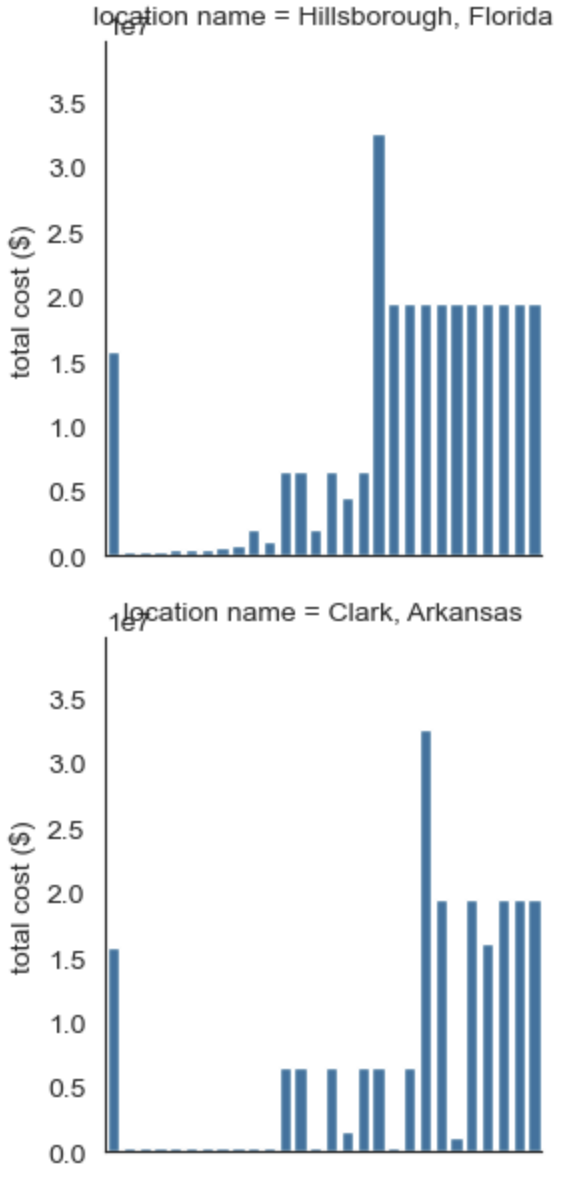 location name = Hillsborough, Florida
1e7
3.5
3.0
2.5
2.0
1.5
1.0
0.5
0.0
total cost ($)
location name = Clark, Arkansas
1e7
3.5
3.0
2.5
2.0
1.5
1.0
0.5
0.0
total cost ($)